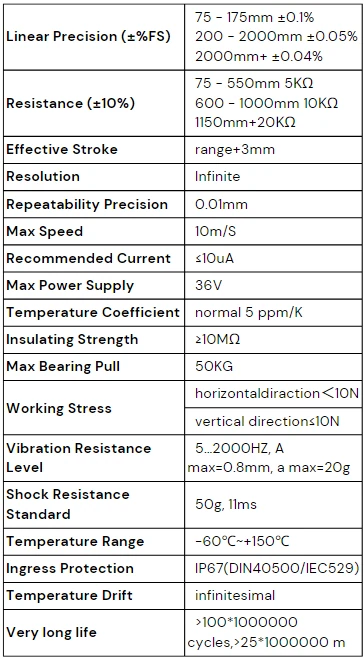 Linear Precision (±%FS)
75 - 175mm ±0.1%
200 - 2000mm ±0.05%
2000mm+ ±0.04%
Resistance (±10%)
75 - 550mm 5KΩ
600 - 1000mm 10KΩ
1150mm+20KΩ
Effective Stroke
range+3mm
Resolution
Infinite
Repeatability Precision
0.01mm
Max Speed
10m/S
Recommended Current
≤10uA
Max Power Supply
36V
Temperature Coefficient
normal 5 ppm/K
Insulating Strength
≥10MΩ
Max Bearing Pull
50KG
Working Stress
horizontaldiraction＜10N
vertical direction≤10N
Vibration Resistance
Level
5...2000HZ, A
max=0.8mm, a max=20g
Shock Resistance
Standard
50g, 11ms
Temperature Range
-60℃~+150℃
Ingress Protection
IP67(DIN40500/IEC529)
Temperature Drift
infinitesimal
Very long life
>100*1000000
cycles,>25*1000000 m